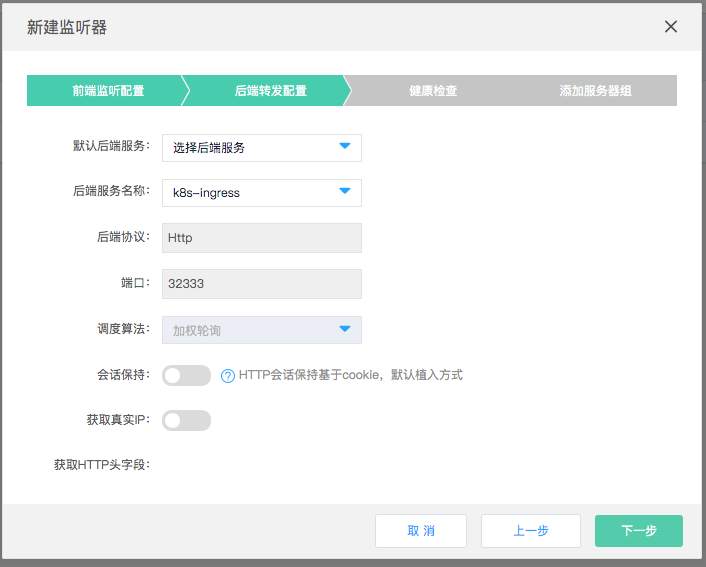 新建监听器
前端监听配置 后端转发配置 健康检查 添加服务器组
默认后端服务： 选择后端服务
后端服务名称： k8s-ingress
后端协议： Http
端口： 32333
调度算法： 加权轮询
会话保持： ? HTTP会话保持基于cookie，默认植入方式
获取真实IP：
获取HTTP头字段：
取 消 上一步 下一步